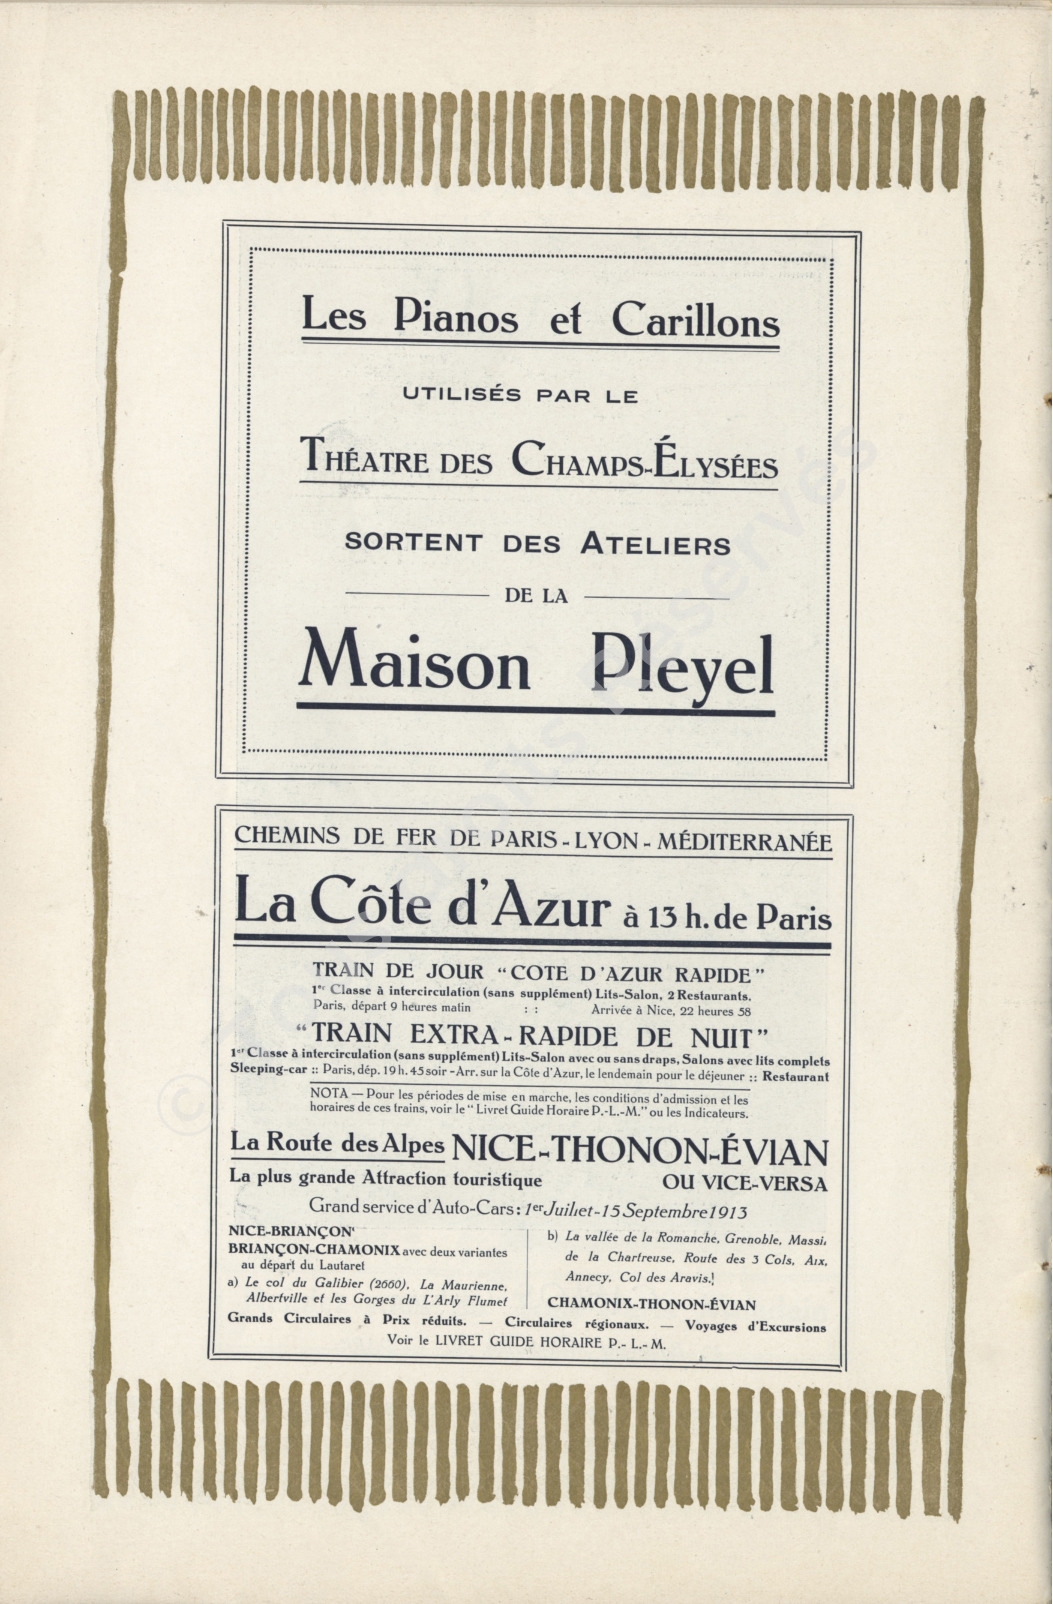 Les Pianos et Carillons
UTILISÉS PAR LE
THÉATRE DES CHAMPS-ÉLYSÉES
SORTENT DES ATELIERS
DE LA
Maison Pleyel
CHEMINS DE FER DE PARIS-LYON-MÉDITERRANÉE
La Côte d'Azur à 13 h. de Paris
TRAIN DE JOUR "COTE D'AZUR RAPIDE"
1re Classe à intercirculation (sans supplément) Lits-Salon, 2 Restaurants.
Paris, départ 9 heures matin : : Arrivée à Nice, 22 heures 58
"TRAIN EXTRA-RAPIDE DE NUIT"
1re Classe à intercirculation (sans supplément) Lits-Salon avec ou sans draps, Salons avec lits complets
Sleeping-car :: Paris, dép. 19 h. 45 soir - Arr. sur la Côte d'Azur, le lendemain pour le déjeuner :: Restaurant
NOTA — Pour les périodes de mise en marche, les conditions d'admission et les
horaires de ces trains, voir le "Livret Guide Horaire P.-L.-M." ou les Indicateurs.
La Route des Alpes NICE-THONON-ÉVIAN
La plus grande Attraction touristique OU VICE-VERSA
Grand service d'Auto-Cars: 1er Juillet-15 Septembre 1913
NICE-BRIANÇON
BRIANÇON-CHAMONIX avec deux variantes
au départ du Lautaret
a) Le col du Galibier (2660), La Maurienne,
Albertville et les Gorges du L'Arly Flumet
b) La vallée de la Romanche, Grenoble, Massif
de la Chartreuse, Route des 3 Cols, Aix,
Annecy, Col des Aravis.
CHAMONIX-THONON-ÉVIAN
Grands Circulaires à Prix réduits. — Circulaires régionaux. — Voyages d'Excursions
Voir le LIVRET GUIDE HORAIRE P.-L.-M.